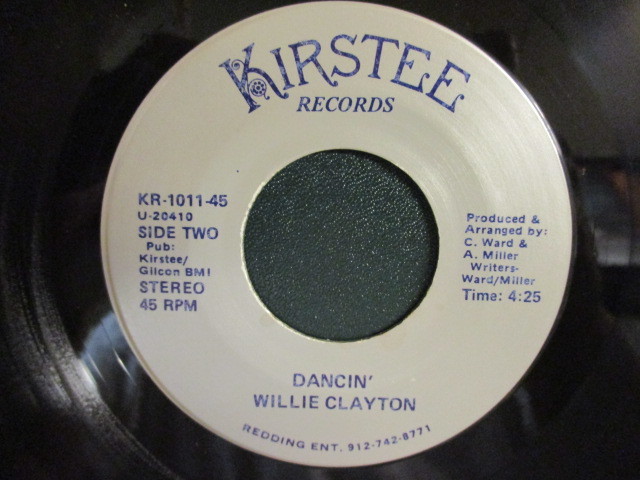 KIRSTEE
RECORDS
KR-1011-45
U-20410
SIDE TWO
Pub:
Kirstee/
Gilcon BMI
STEREO
45 RPM
Produced &
Arranged by:
C. Ward &
A. Miller
Writers-
Ward/Miller
Time: 4:25
DANCIN'
WILLIE CLAYTON
REDDING ENT. 912-742-8771